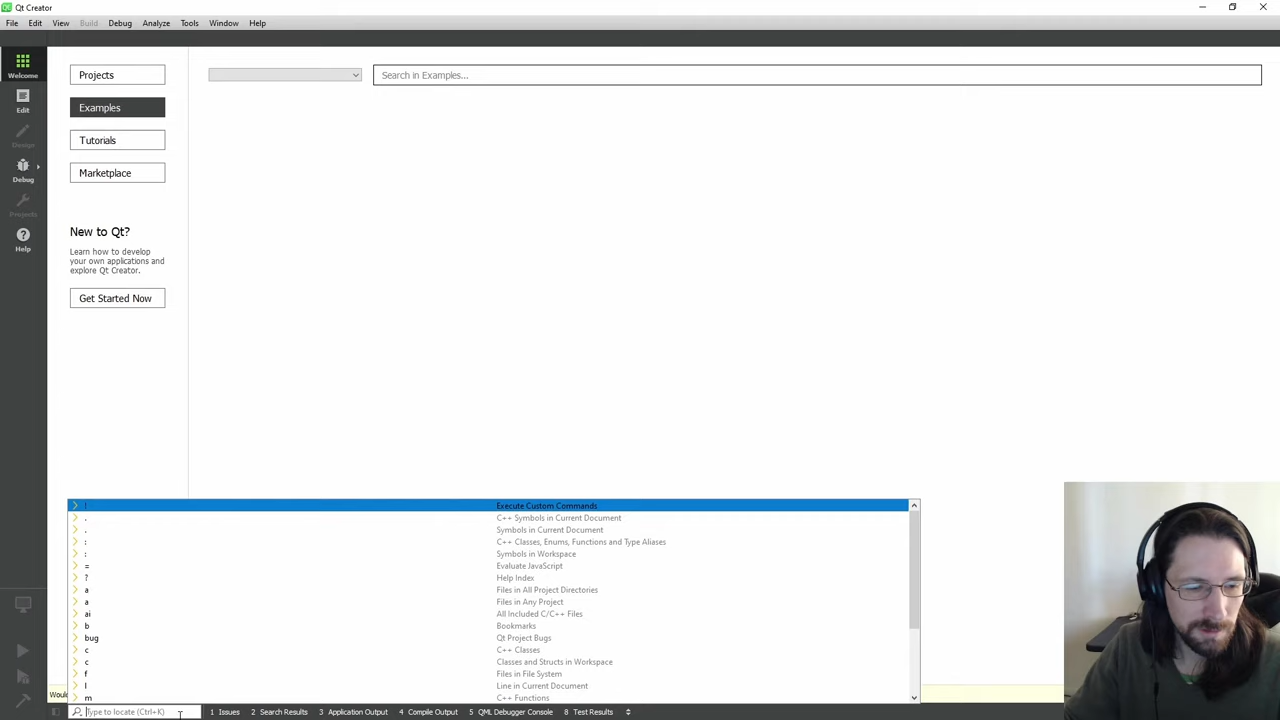 Qt Creator
File Edit View Build Debug Analyze Tools Window Help
Welcome
Edit
Design
Debug
Projects
Help
Projects
Examples
Tutorials
Marketplace
New to Qt?
Learn how to develop
your own applications and
explore Qt Creator.
Get Started Now
Search in Examples...
! Execute Custom Commands
. C++ Symbols in Current Document
. Symbols in Current Document
: C++ Classes, Enums, Functions and Type Aliases
: Symbols in Workspace
= Evaluate JavaScript
? Help Index
a Files in All Project Directories
a Files in Any Project
ai All Included C/C++ Files
b Bookmarks
bug Qt Project Bugs
c C++ Classes
c Classes and Structs in Workspace
f Files in File System
l Line in Current Document
m C++ Functions
Type to locate (Ctrl+K) 1 Issues 2 Search Results 3 Application Output 4 Compile Output 5 QML Debugger Console 8 Test Results